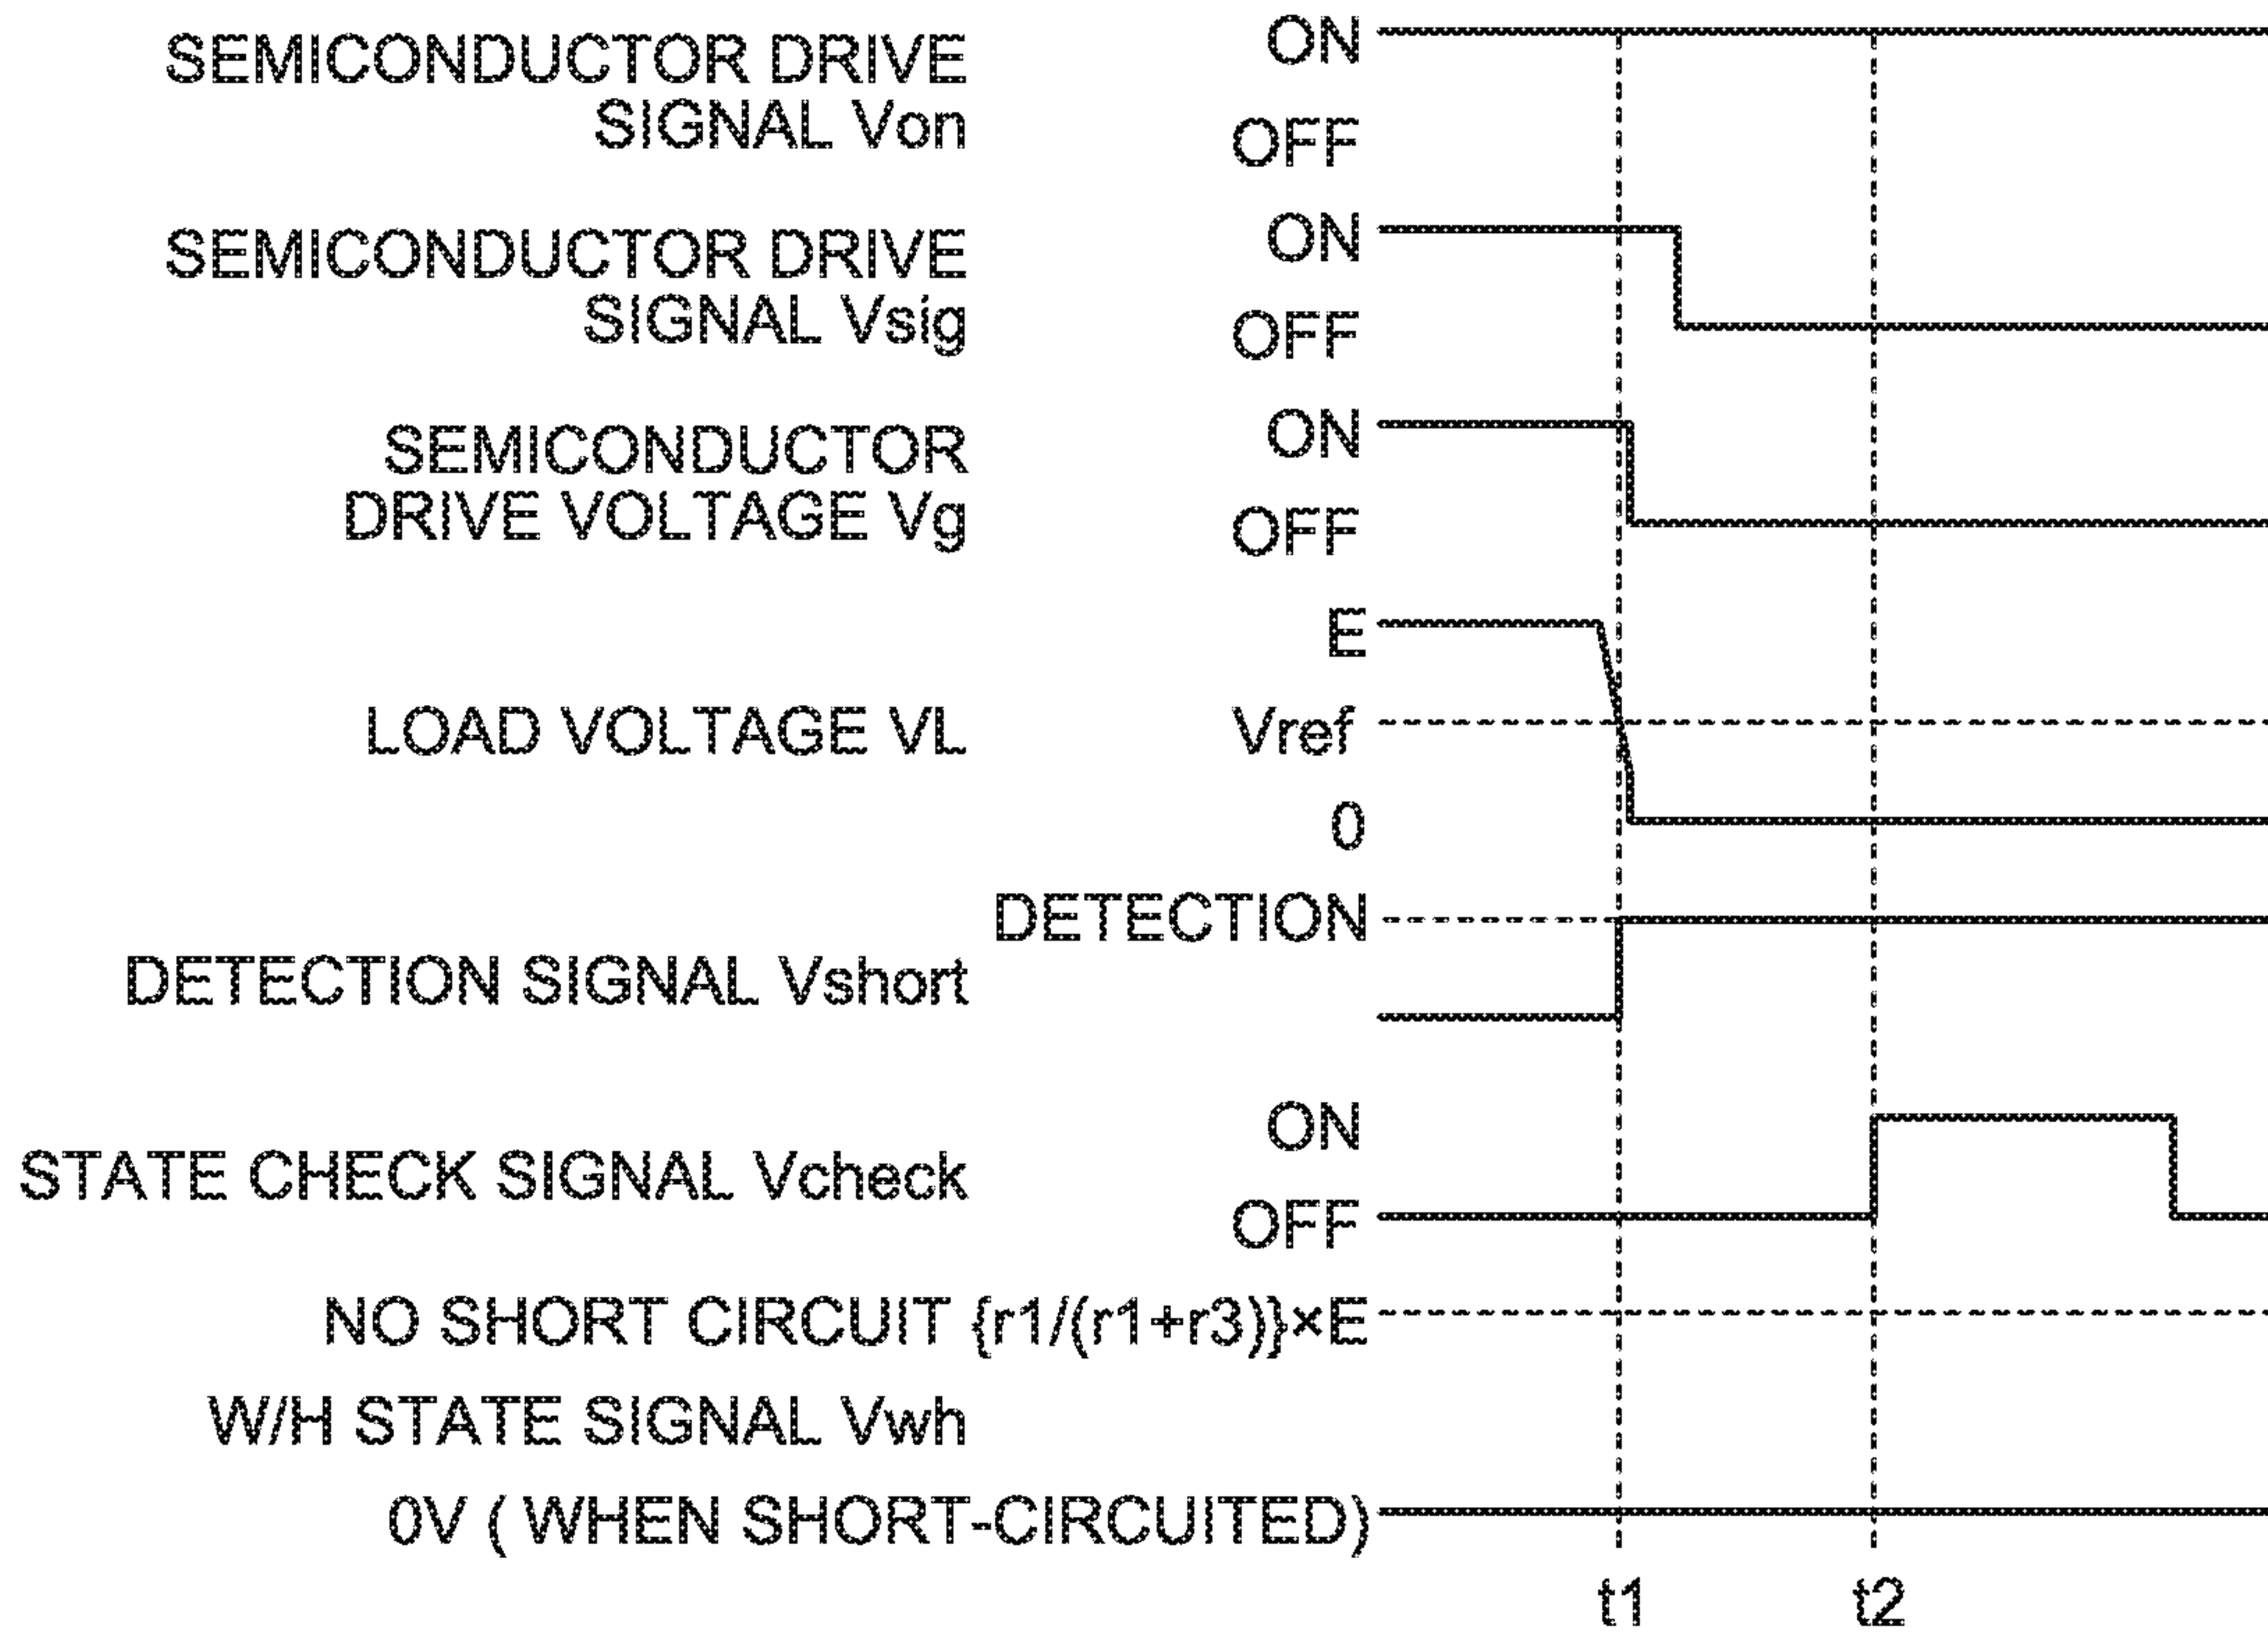 SEMICONDUCTOR DRIVE
SIGNAL Von
ON
OFF
SEMICONDUCTOR DRIVE
SIGNAL Vsig
ON
OFF
SEMICONDUCTOR
DRIVE VOLTAGE Vg
ON
OFF
LOAD VOLTAGE VL
E
Vref
0
DETECTION SIGNAL Vshort
DETECTION
STATE CHECK SIGNAL Vcheck
ON
OFF
NO SHORT CIRCUIT {r1/(r1+r3)}×E
W/H STATE SIGNAL Vwh
0V ( WHEN SHORT-CIRCUITED)
t1
t2